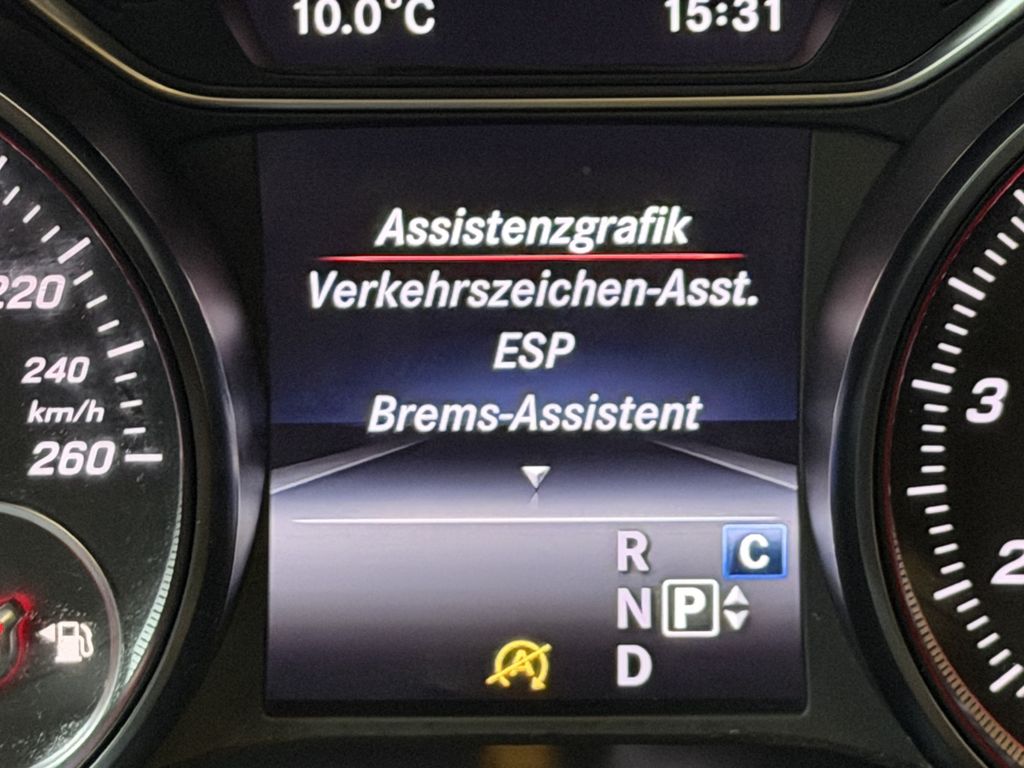 10.0°C 15:31
Assistenzgrafik
Verkehrszeichen-Asst.
ESP
Brems-Assistent
220
240
km/h
260
3
2
R C
N P
A D